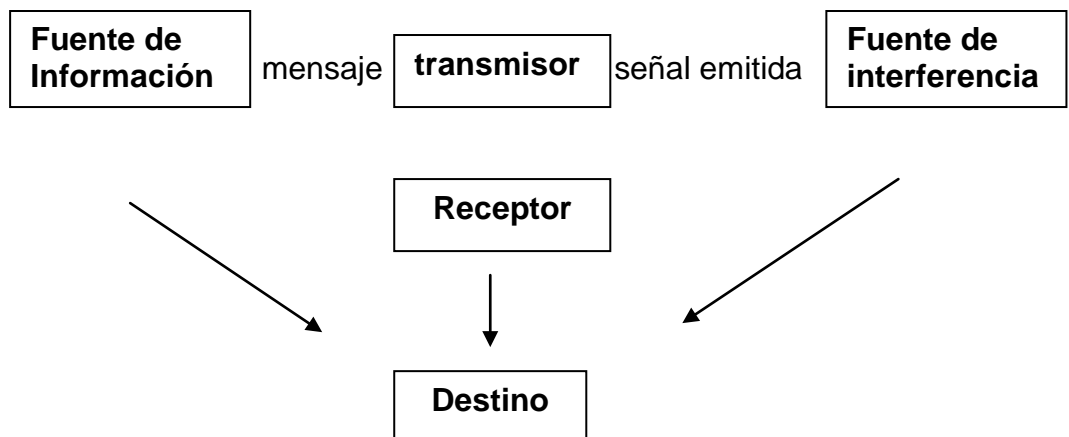 Fuente de
Información
mensaje
transmisor
señal emitida
Fuente de
interferencia
Receptor
Destino